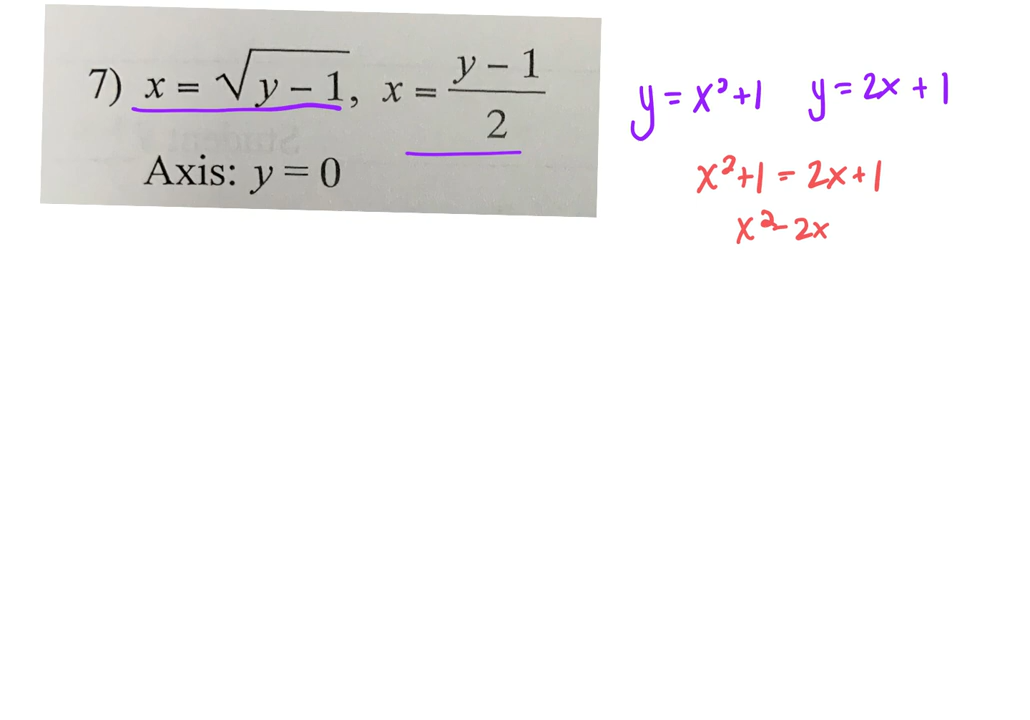 7) x = √(y − 1), x = (y − 1)/2
Axis: y = 0
y = x² + 1 y = 2x + 1
x² + 1 = 2x + 1
x² - 2x